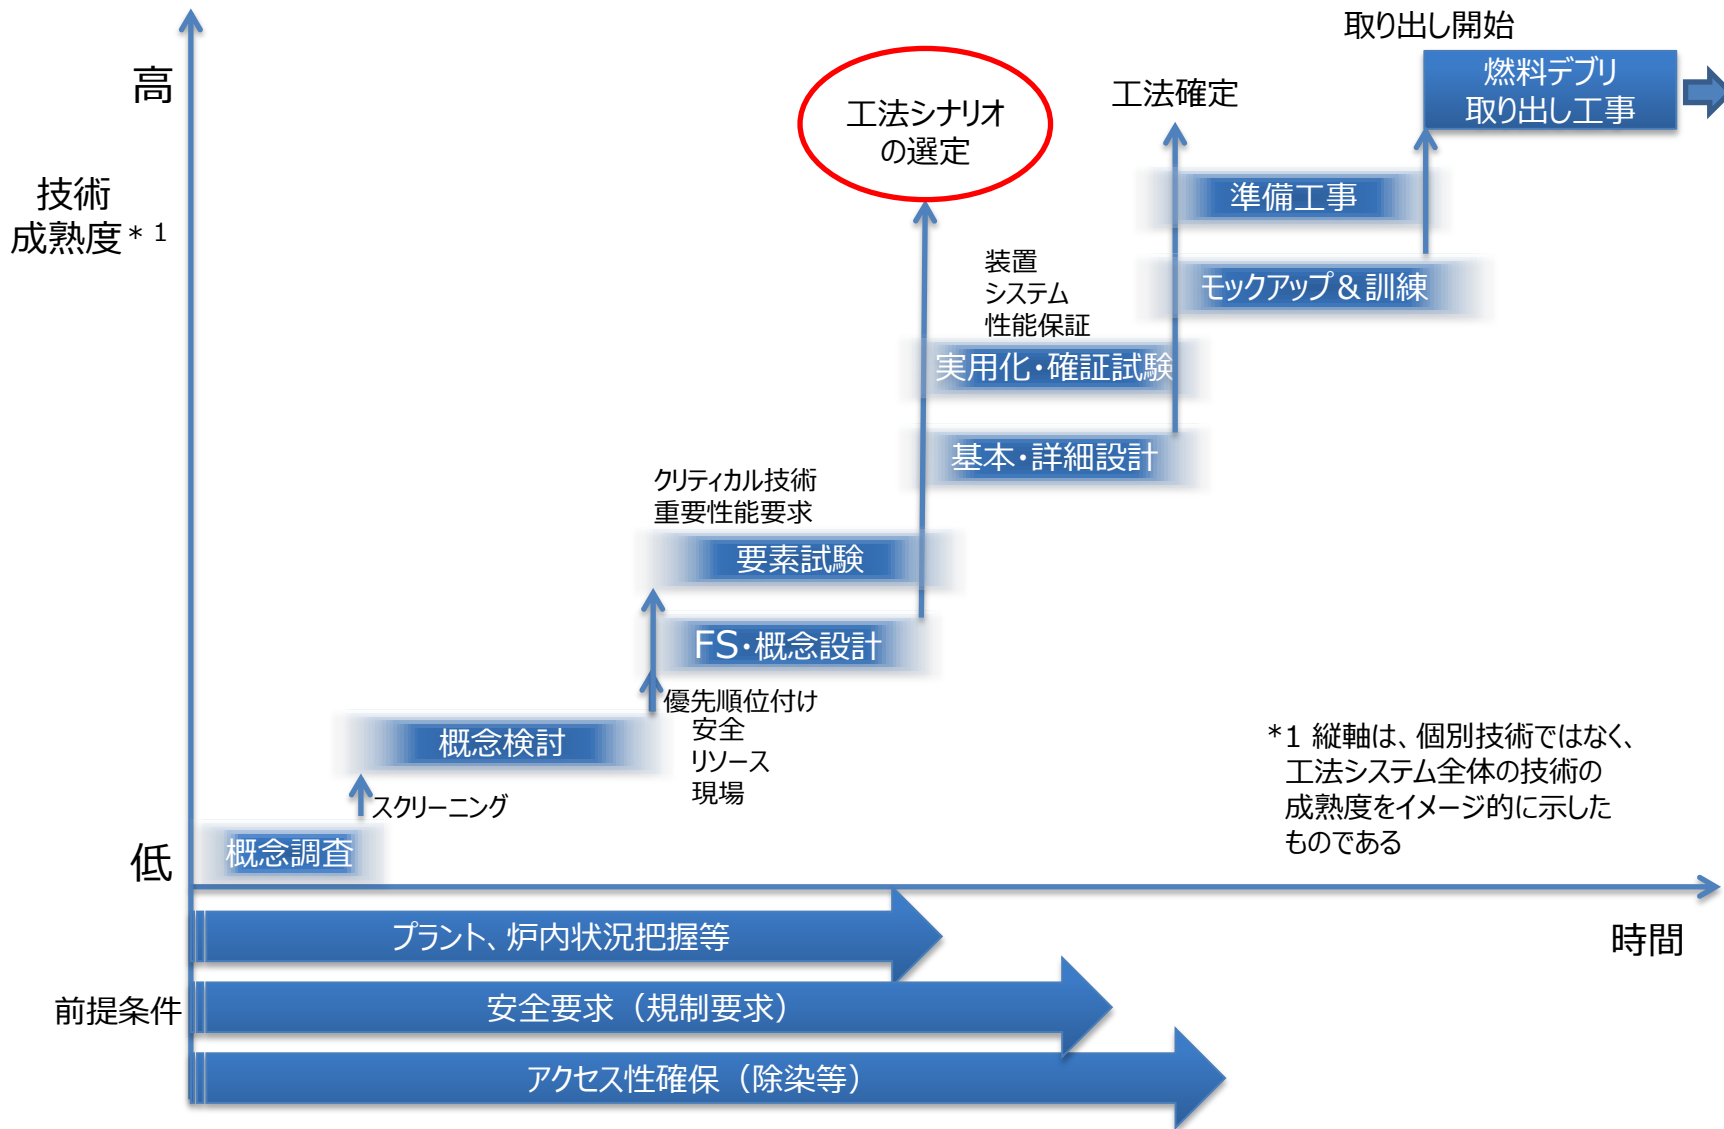 取り出し開始
燃料デブリ
取り出し工事
高
工法シナリオ
の選定
工法確定
技術
成熟度*1
準備工事
モックアップ&訓練
装置
システム
性能保証
実用化・確証試験
基本・詳細設計
クリティカル技術
重要性能要求
要素試験
FS・概念設計
優先順位付け
安全
リソース
現場
概念検討
スクリーニング
概念調査
低
*1 縦軸は、個別技術ではなく、
工法システム全体の技術の
成熟度をイメージ的に示した
ものである
時間
前提条件
プラント、炉内状況把握等
安全要求(規制要求)
アクセス性確保(除染等)